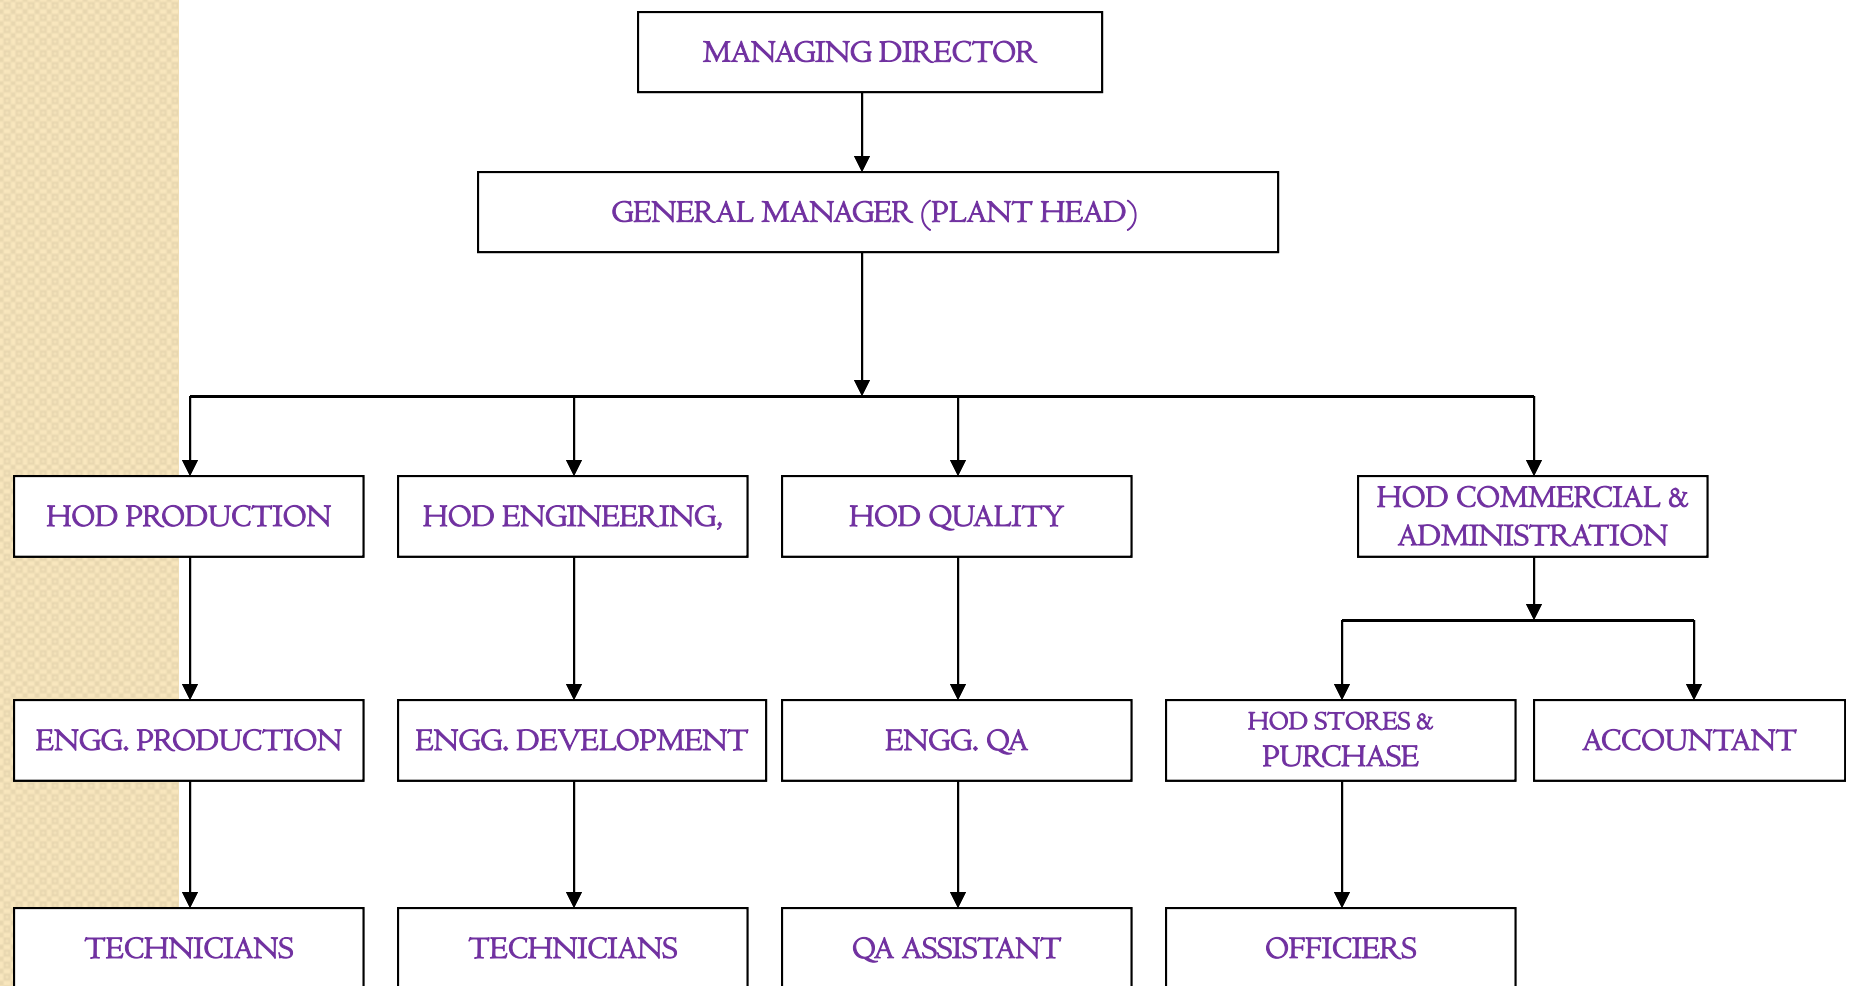 MANAGING DIRECTOR
GENERAL MANAGER (PLANT HEAD)
HOD PRODUCTION
HOD ENGINEERING,
HOD QUALITY
HOD COMMERCIAL &
ADMINISTRATION
ENGG. PRODUCTION
ENGG. DEVELOPMENT
ENGG. QA
HOD STORES &
PURCHASE
ACCOUNTANT
TECHNICIANS
TECHNICIANS
QA ASSISTANT
OFFICIERS